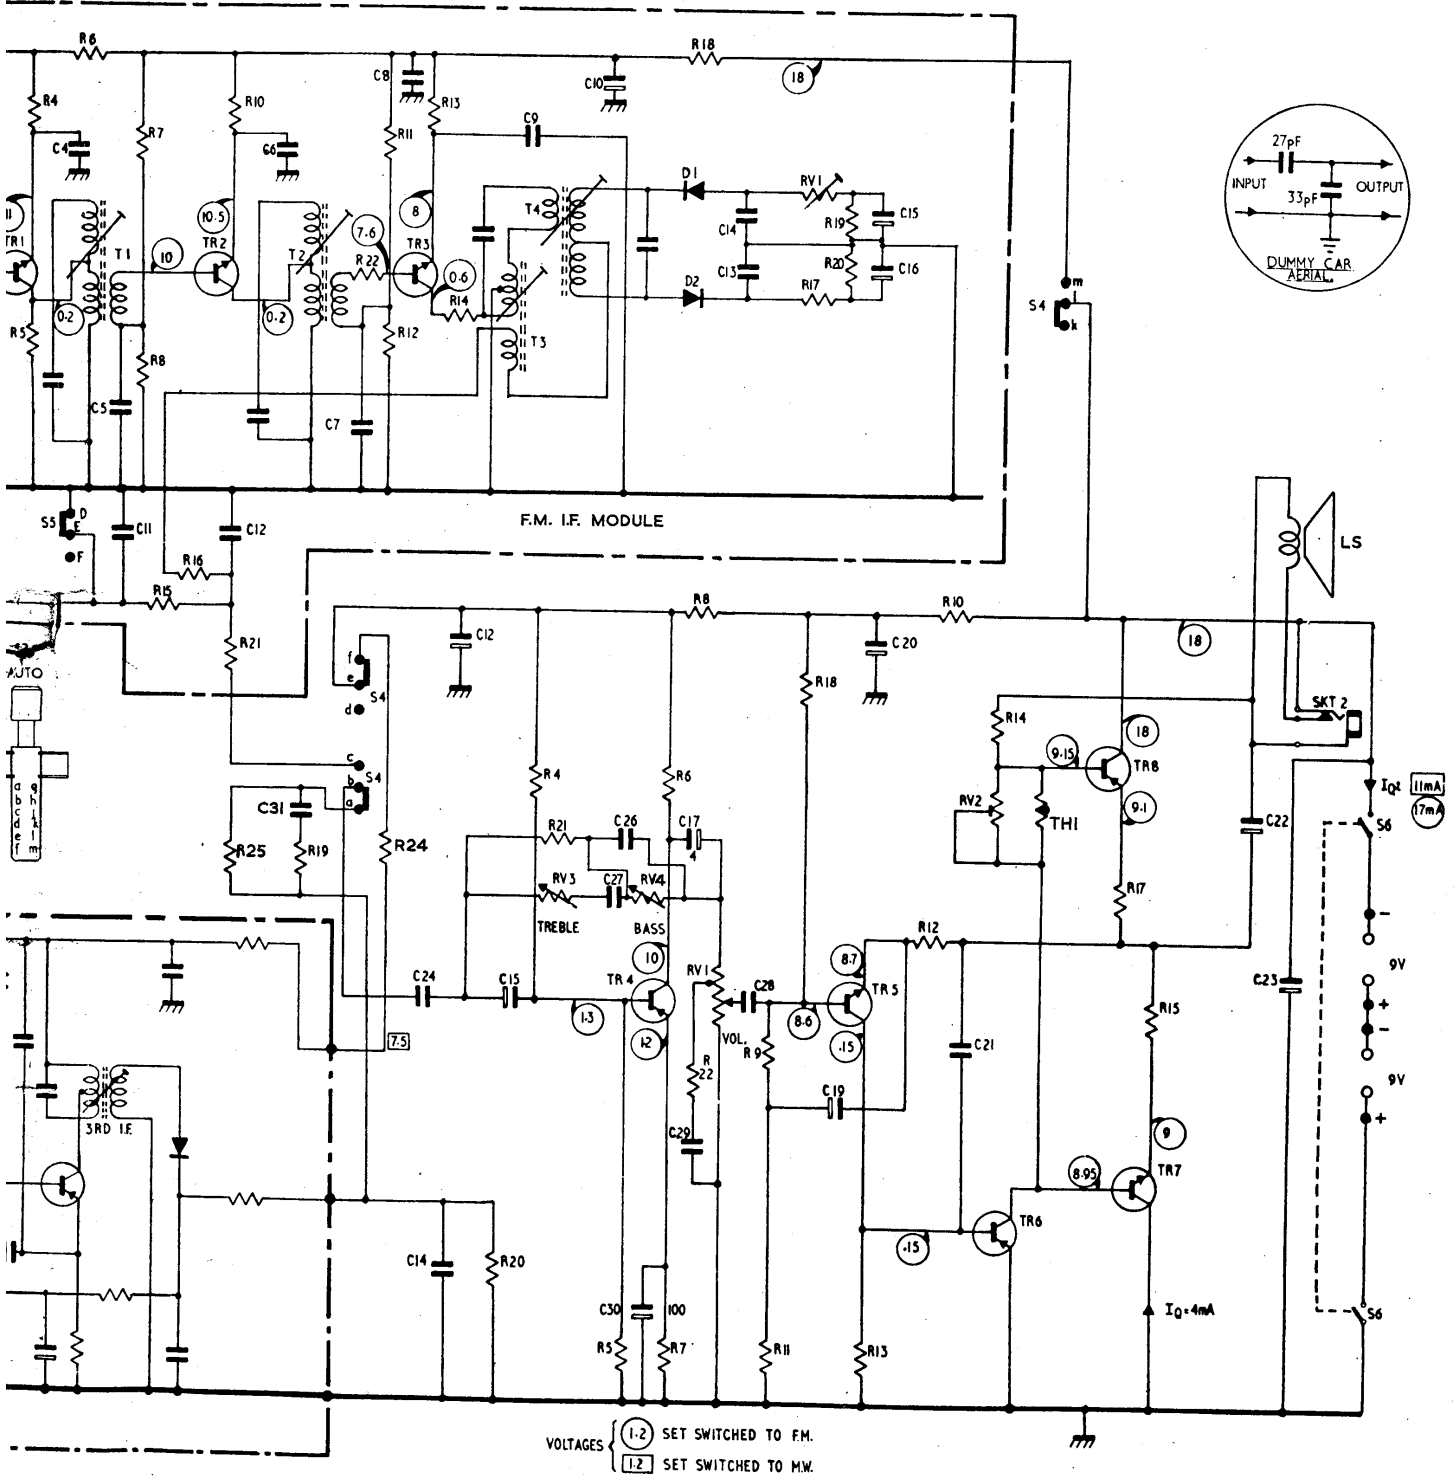 R6
R18
18
C8
C10
R4
R10
R13
R7
R11
C9
C4
C6
27pF
INPUT
OUTPUT
33pF
DUMMY CAR
AERIAL
D1
RV1
T4
C14
R19
C15
11
10.5
7.6
8
TR1
T1
10
TR2
T2
R22
TR3
0.6
C13
R20
C16
D2
R17
0.2
0.2
R14
m
S4
k
R5
R8
R12
T3
C5
C7
F.M. I.F. MODULE
S5
D
E
F
C11
C12
LS
R16
R15
R8
R10
C12
C20
18
R21
AUTO
f
e
S4
d
R18
SKT 2
R14
18
9.15
TR8
c
b
S4
a
R4
R6
IQ=
11mA
17mA
a g
b h
c j
d k
e l
f m
C31
RV2
TH1
9.1
C22
S6
R21
C26
C17
4
R25
R19
R24
RV3
C27
RV4
R17
TREBLE
BASS
R12
-
10
8.7
9V
C24
C15
TR4
RV1
C28
TR5
C23
+
-
1.3
8.6
R15
7.5
1.2
VOL.
.15
C21
R9
R
22
9V
C19
+
3RD I.F.
C29
9
8.95
TR7
TR6
.15
C14
R20
C30
100
IQ=4mA
S6
R5
R7
R11
R13
VOLTAGES
1.2 SET SWITCHED TO F.M.
1.2 SET SWITCHED TO M.W.